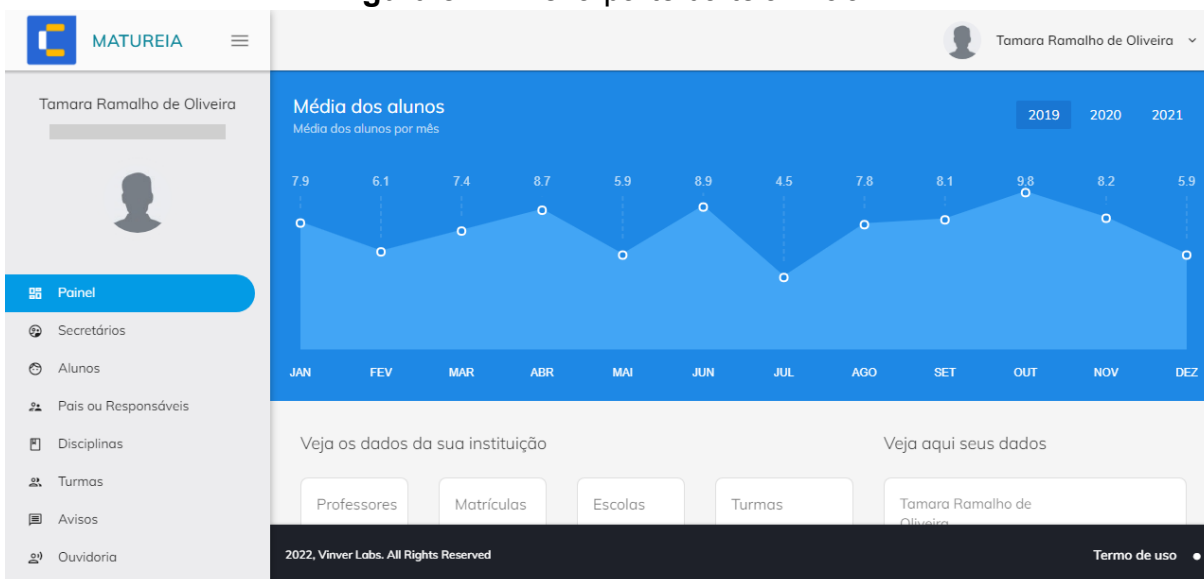 MATUREIA
Tamara Ramalho de Oliveira
Tamara Ramalho de Oliveira
Painel
Secretários
Alunos
Pais ou Responsáveis
Disciplinas
Turmas
Avisos
Ouvidoria
Média dos alunos
Média dos alunos por mês
2019 2020 2021
7.9 6.1 7.4 8.7 5.9 8.9 4.5 7.8 8.1 9.8 8.2 5.9
JAN FEV MAR ABR MAI JUN JUL AGO SET OUT NOV DEZ
Veja os dados da sua instituição
Professores Matrículas Escolas Turmas
Veja aqui seus dados
Tamara Ramalho de
Oliveira
2022, Vinver Labs. All Rights Reserved
Termo de uso